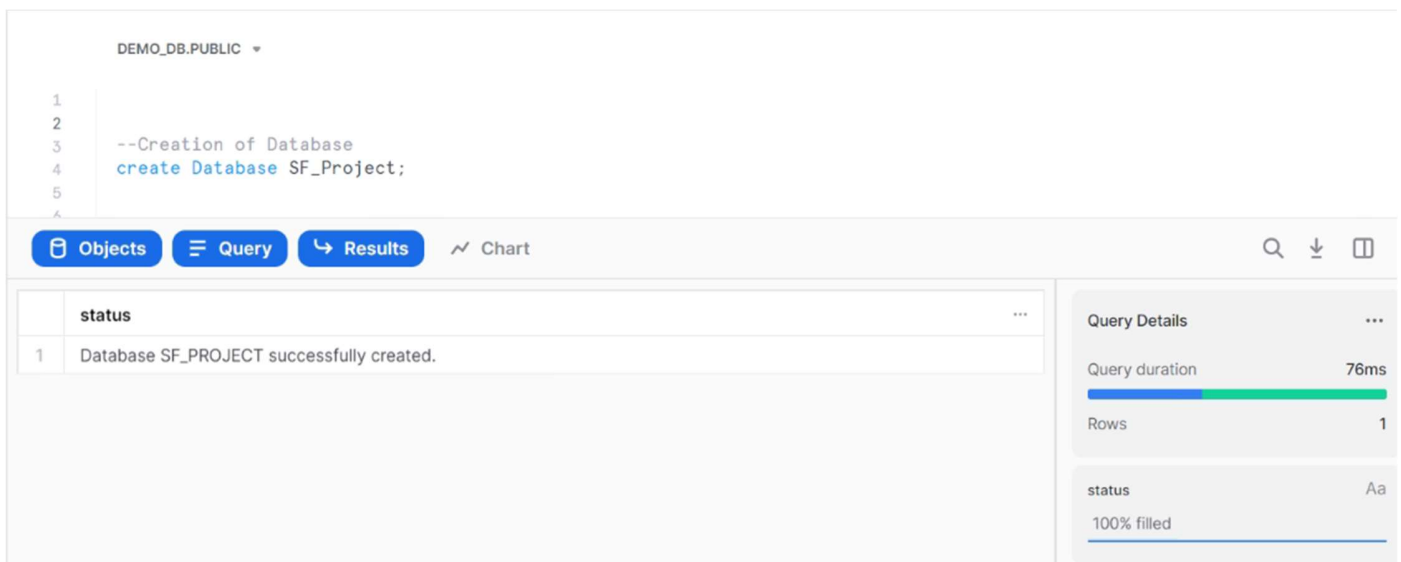 DEMO_DB.PUBLIC
1
2
3 --Creation of Database
4 create Database SF_Project;
5
6
Objects Query Results Chart
status ...
1 Database SF_PROJECT successfully created.
Query Details ...
Query duration 76ms
Rows 1
status Aa
100% filled